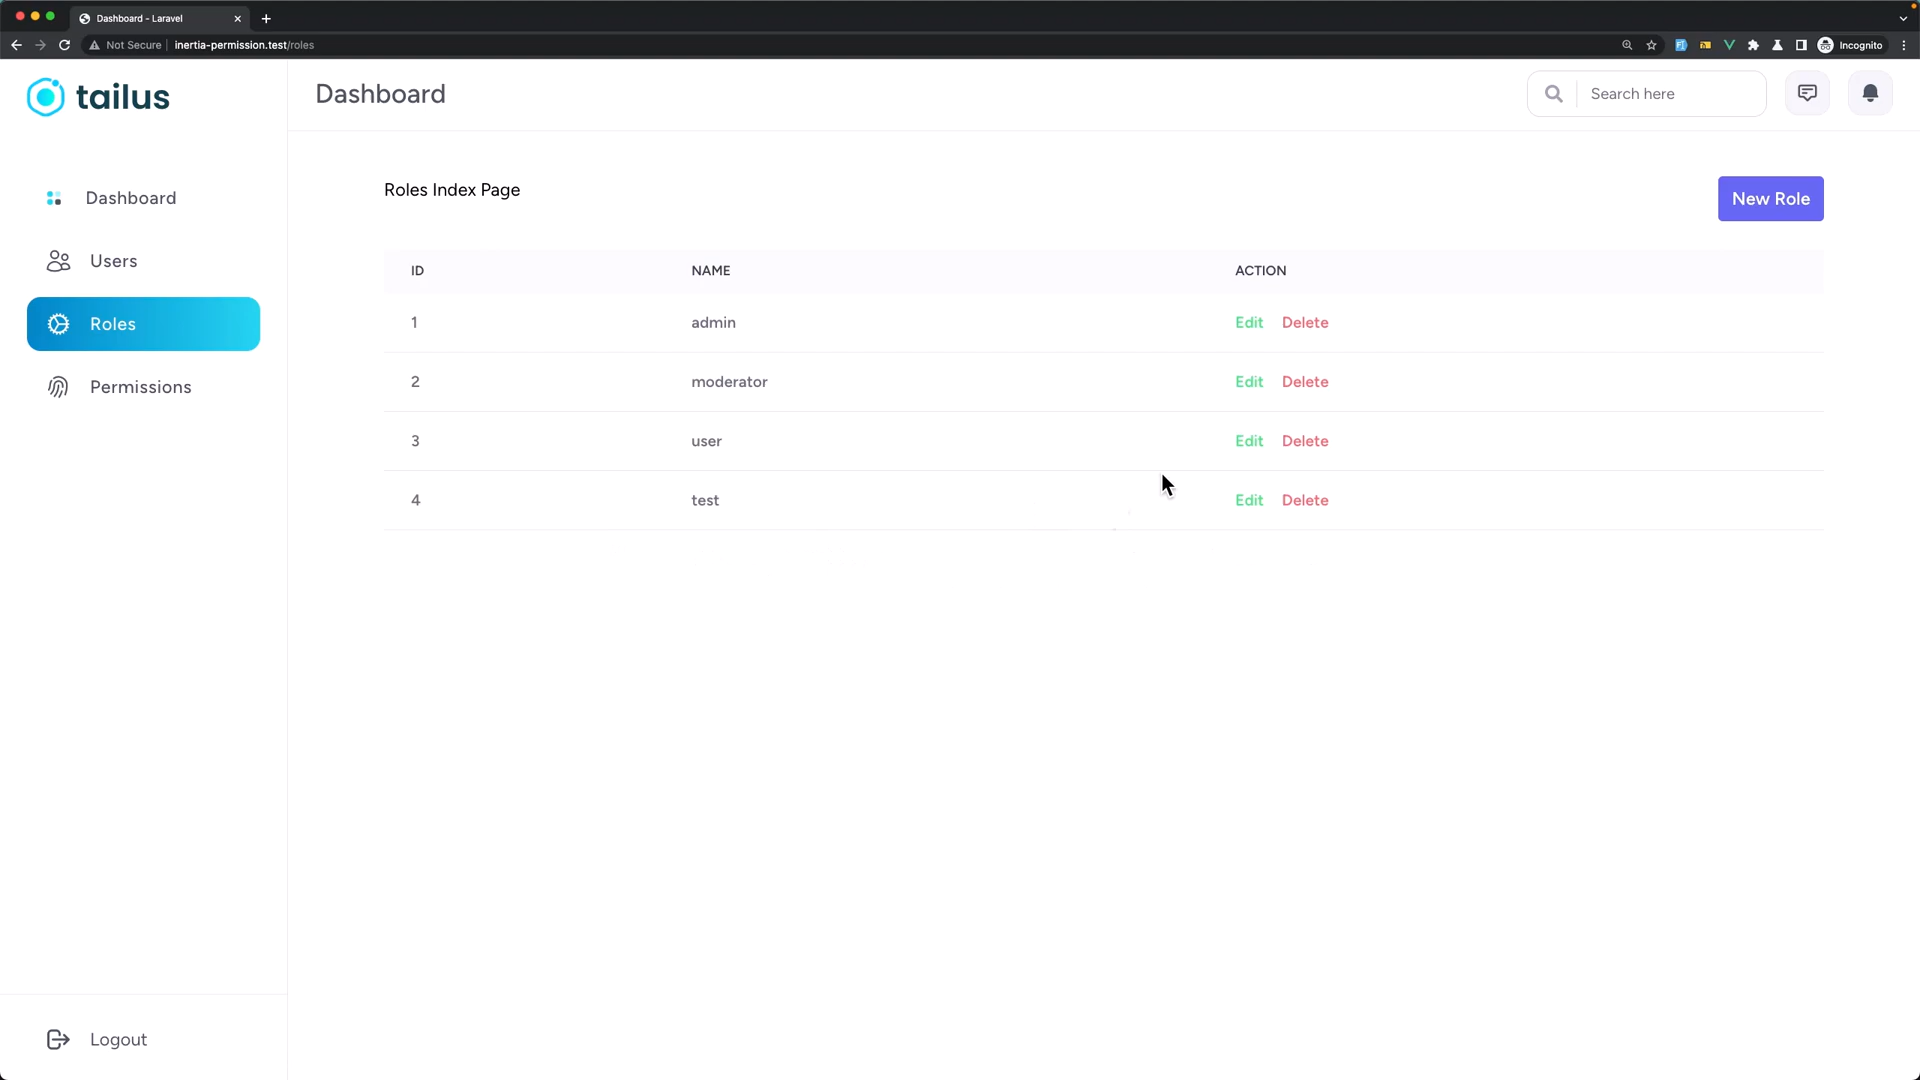 Dashboard - Laravel
Not Secure inertia-permission.test/roles
Incognito
tailus
Dashboard
Search here
Dashboard
Users
Roles
Permissions
Logout
Roles Index Page
New Role
ID NAME ACTION
1 admin Edit Delete
2 moderator Edit Delete
3 user Edit Delete
4 test Edit Delete